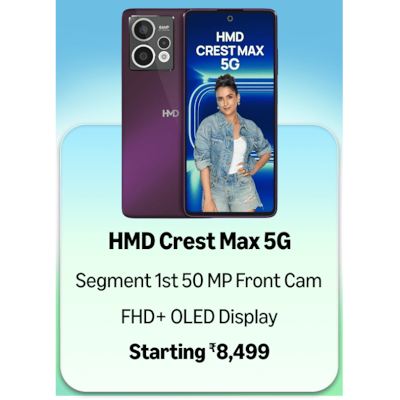 HMD
CREST MAX
5G
64MP
HMD
HMD Crest Max 5G
Segment 1st 50 MP Front Cam
FHD+ OLED Display
Starting ₹8,499